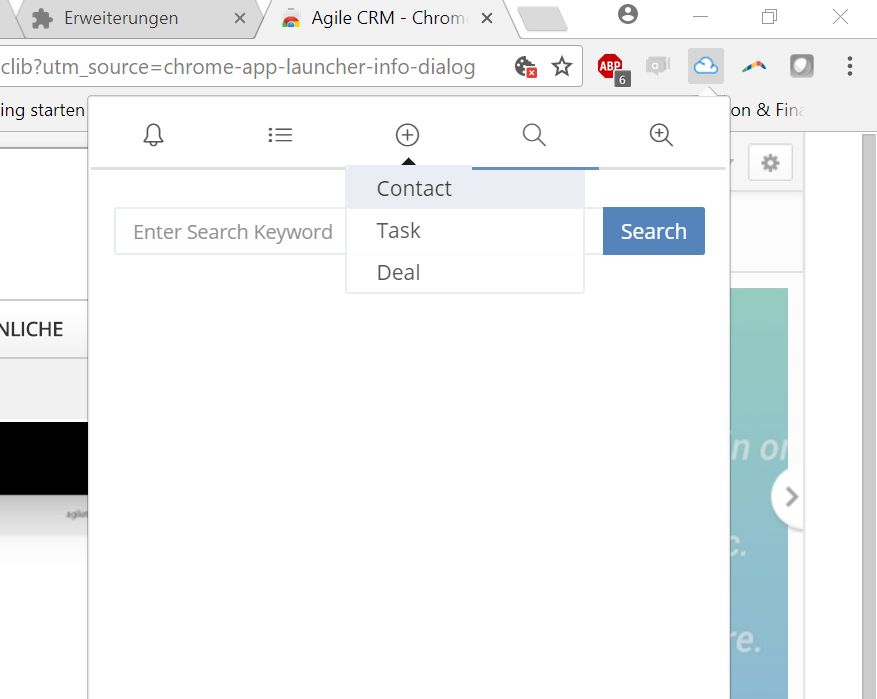 Erweiterungen
Agile CRM - Chrom
clib?utm_source=chrome-app-launcher-info-dialog
ABP
6
ing starten
on & Fina
Contact
Enter Search Keyword
Task
Search
Deal
NLICHE
in or
c.
re.